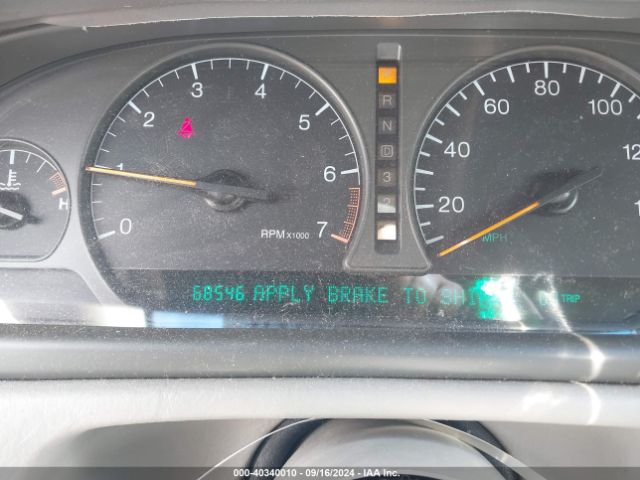 0 1 2 3 4 5 6 7
RPM X1000
H
R
N
D
3
2
20 40 60 80 100
MPH
68546 APPLY BRAKE TO
TRIP
000-40340010 - 09/16/2024 - IAA Inc.